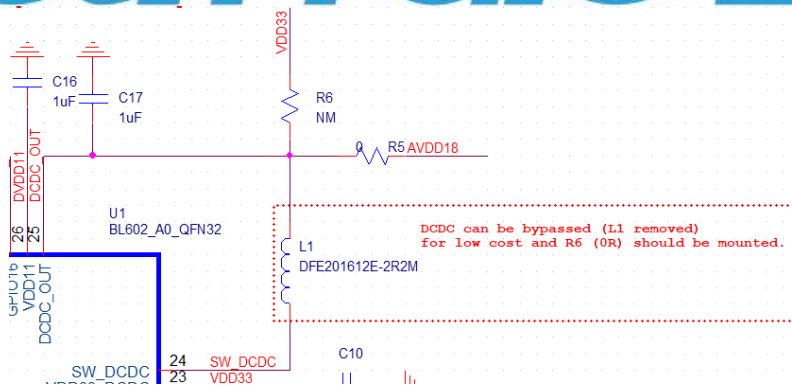 VDD33
C16
1uF
C17
1uF
R6
NM
0
R5
AVDD18
DVDD11
DCDC_OUT
U1
BL602_A0_QFN32
26
25
GPIO16
VDD11
DCDC_OUT
L1
DFE201612E-2R2M
DCDC can be bypassed (L1 removed)
for low cost and R6 (0R) should be mounted.
SW_DCDC
24
SW_DCDC
23
VDD33
C10